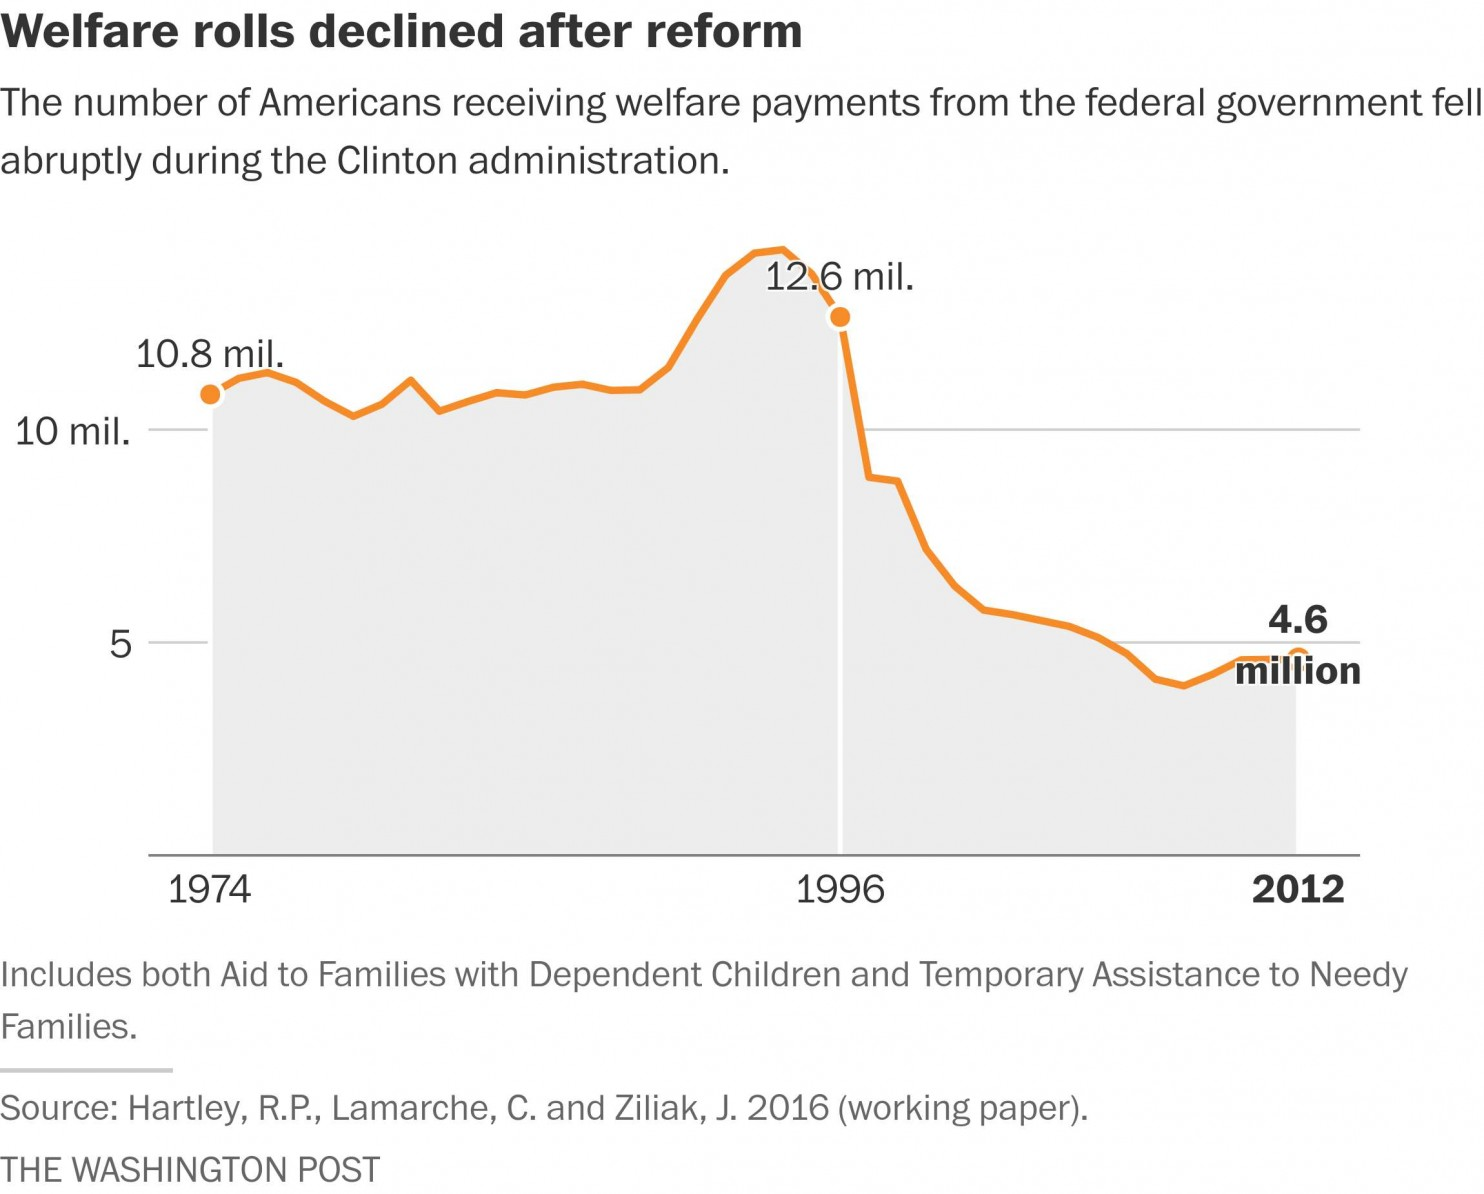 Welfare rolls declined after reform
The number of Americans receiving welfare payments from the federal government fell
abruptly during the Clinton administration.
12.6 mil.
10.8 mil.
10 mil.
4.6
million
5
1974
1996
2012
Includes both Aid to Families with Dependent Children and Temporary Assistance to Needy
Families.
Source: Hartley, R.P., Lamarche, C. and Ziliak, J. 2016 (working paper).
THE WASHINGTON POST